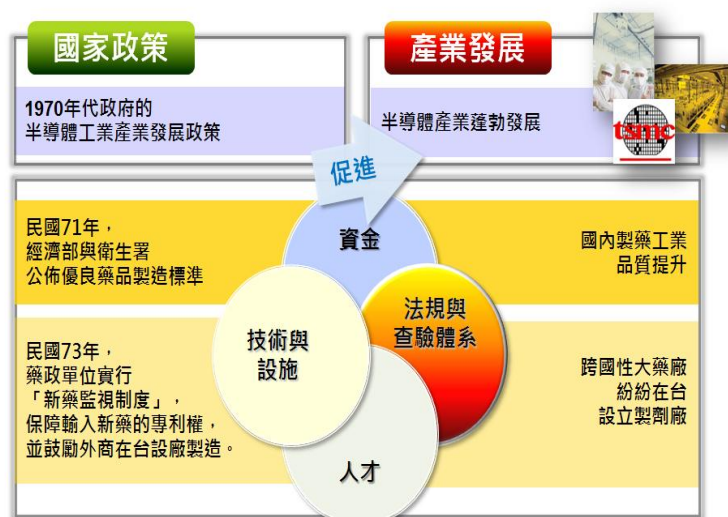 國家政策
產業發展
1970年代政府的
半導體工業產業發展政策
半導體產業蓬勃發展
tsmc
促進
民國71年，
經濟部與衛生署
公佈優良藥品製造標準
資金
國內製藥工業
品質提升
技術與
設施
法規與
查驗體系
民國73年，
藥政單位實行
「新藥監視制度」，
保障輸入新藥的專利權，
並鼓勵外商在台設廠製造。
跨國性大藥廠
紛紛在台
設立製劑廠
人才